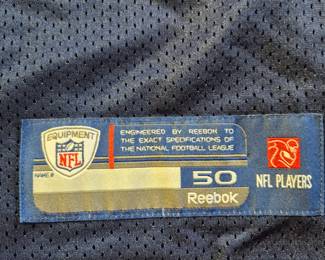 EQUIPMENT
NFL
ENGINEERED BY REEBOK TO
THE EXACT SPECIFICATIONS OF
THE NATIONAL FOOTBALL LEAGUE
NAME/#
50
Reebok
NFL PLAYERS